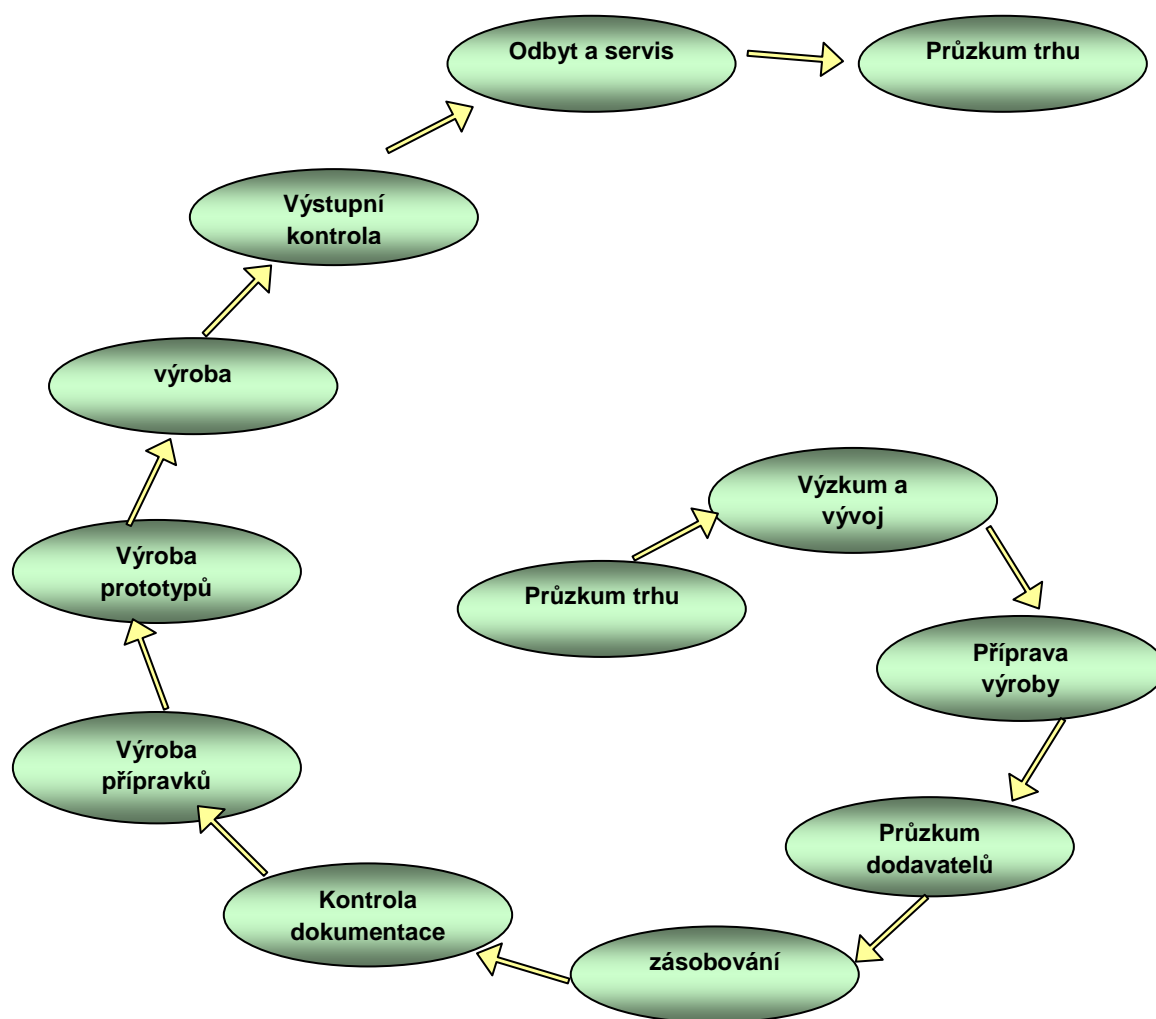 Odbyt a servis
Průzkum trhu
Výstupní
kontrola
výroba
Výzkum a
vývoj
Výroba
prototypů
Průzkum trhu
Příprava
výroby
Výroba
přípravků
Průzkum
dodavatelů
Kontrola
dokumentace
zásobování